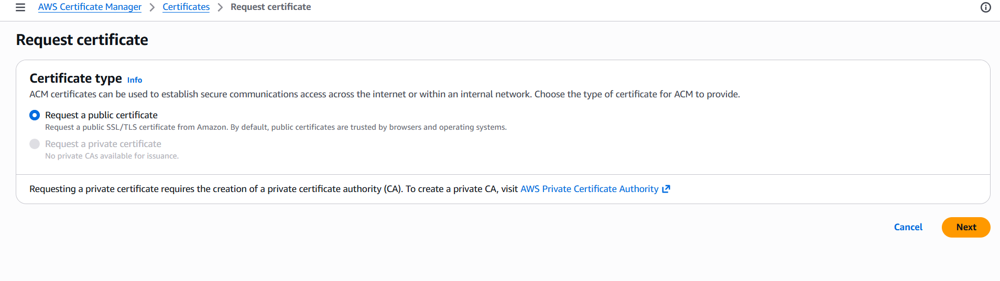 AWS Certificate Manager > Certificates > Request certificate
Request certificate
Certificate type Info
ACM certificates can be used to establish secure communications access across the internet or within an internal network. Choose the type of certificate for ACM to provide.
Request a public certificate
Request a public SSL/TLS certificate from Amazon. By default, public certificates are trusted by browsers and operating systems.
Request a private certificate
No private CAs available for issuance.
Requesting a private certificate requires the creation of a private certificate authority (CA). To create a private CA, visit AWS Private Certificate Authority
Cancel Next